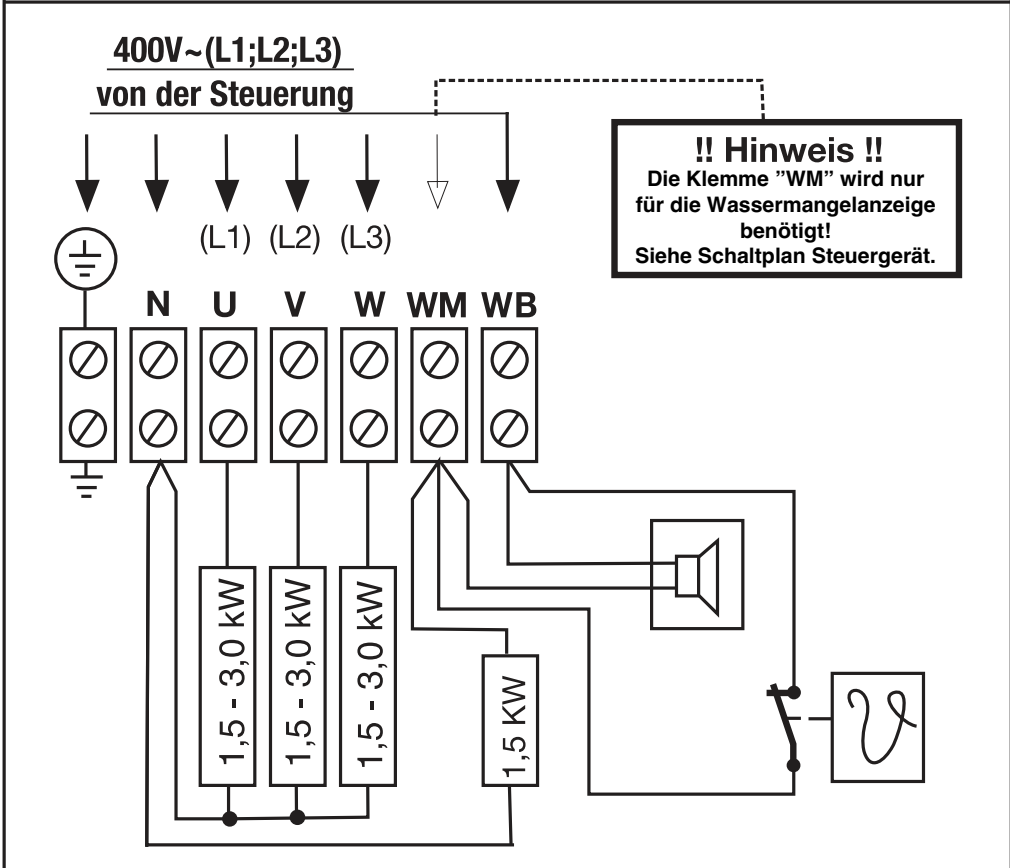 400V~(L1;L2;L3)
von der Steuerung
!! Hinweis !!
Die Klemme ”WM” wird nur
für die Wassermangelanzeige
benötigt!
Siehe Schaltplan Steuergerät.
(L1) (L2) (L3)
N U V W WM WB
1,5 - 3,0 kW
1,5 - 3,0 kW
1,5 - 3,0 kW
1,5 KW